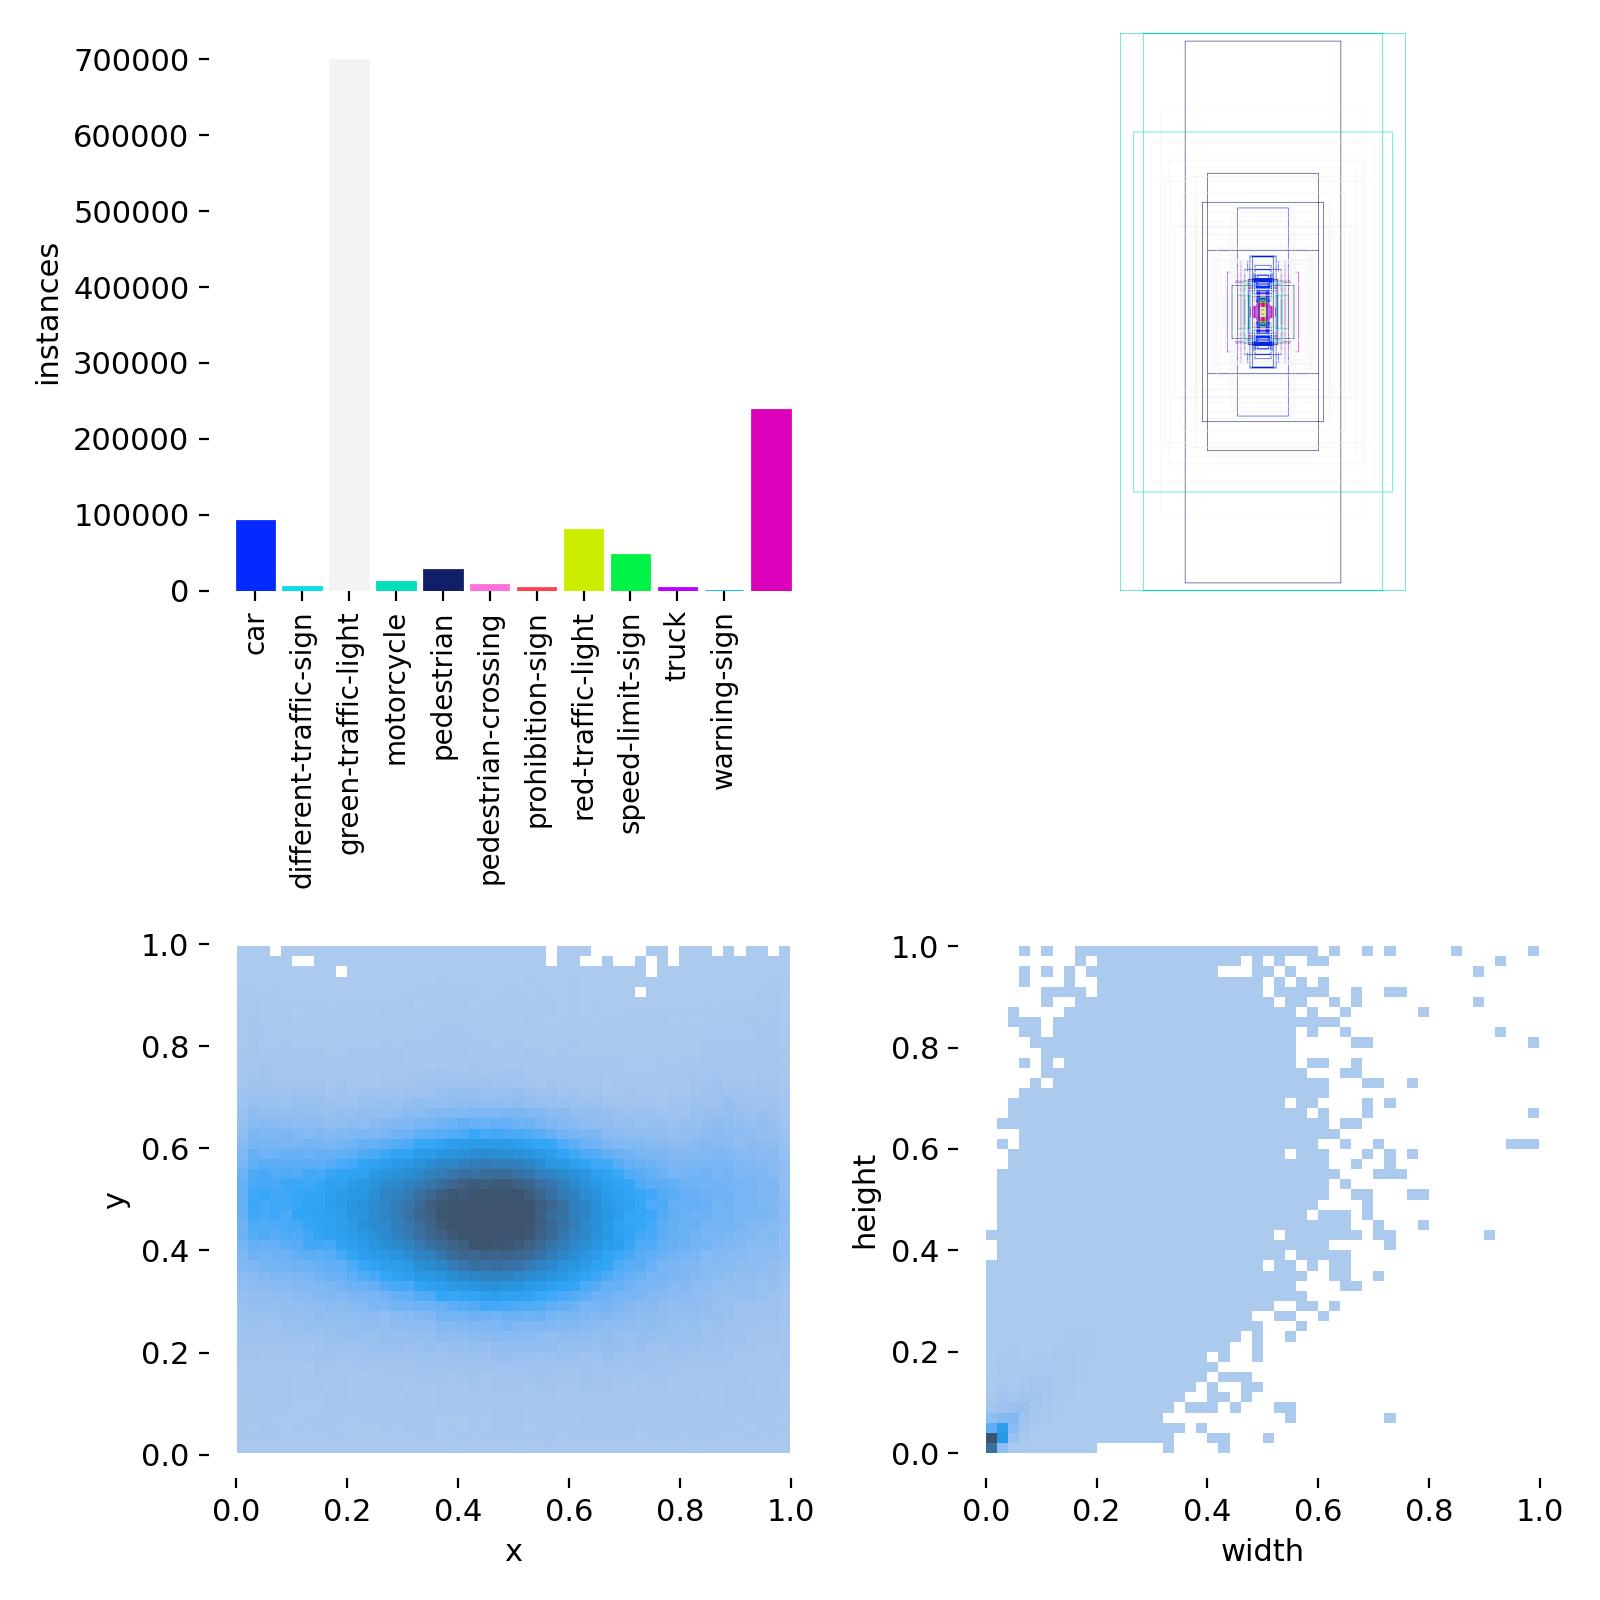 700000
600000
500000
400000
300000
200000
100000
0
instances
car
different-traffic-sign
green-traffic-light
motorcycle
pedestrian
pedestrian-crossing
prohibition-sign
red-traffic-light
speed-limit-sign
truck
warning-sign
1.0
0.8
0.6
0.4
0.2
0.0
y
0.0 0.2 0.4 0.6 0.8 1.0
x
1.0
0.8
0.6
0.4
0.2
0.0
height
0.0 0.2 0.4 0.6 0.8 1.0
width